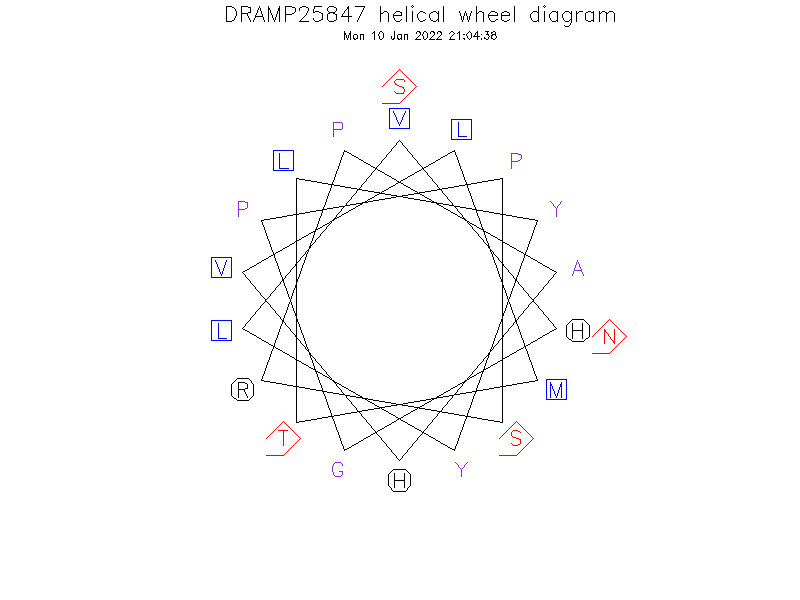 DRAMP25847 helical wheel diagram
Mon 10 Jan 2022 21:04:38
S
P V L
L P
P Y
V A
L H N
R M
T S
G H Y